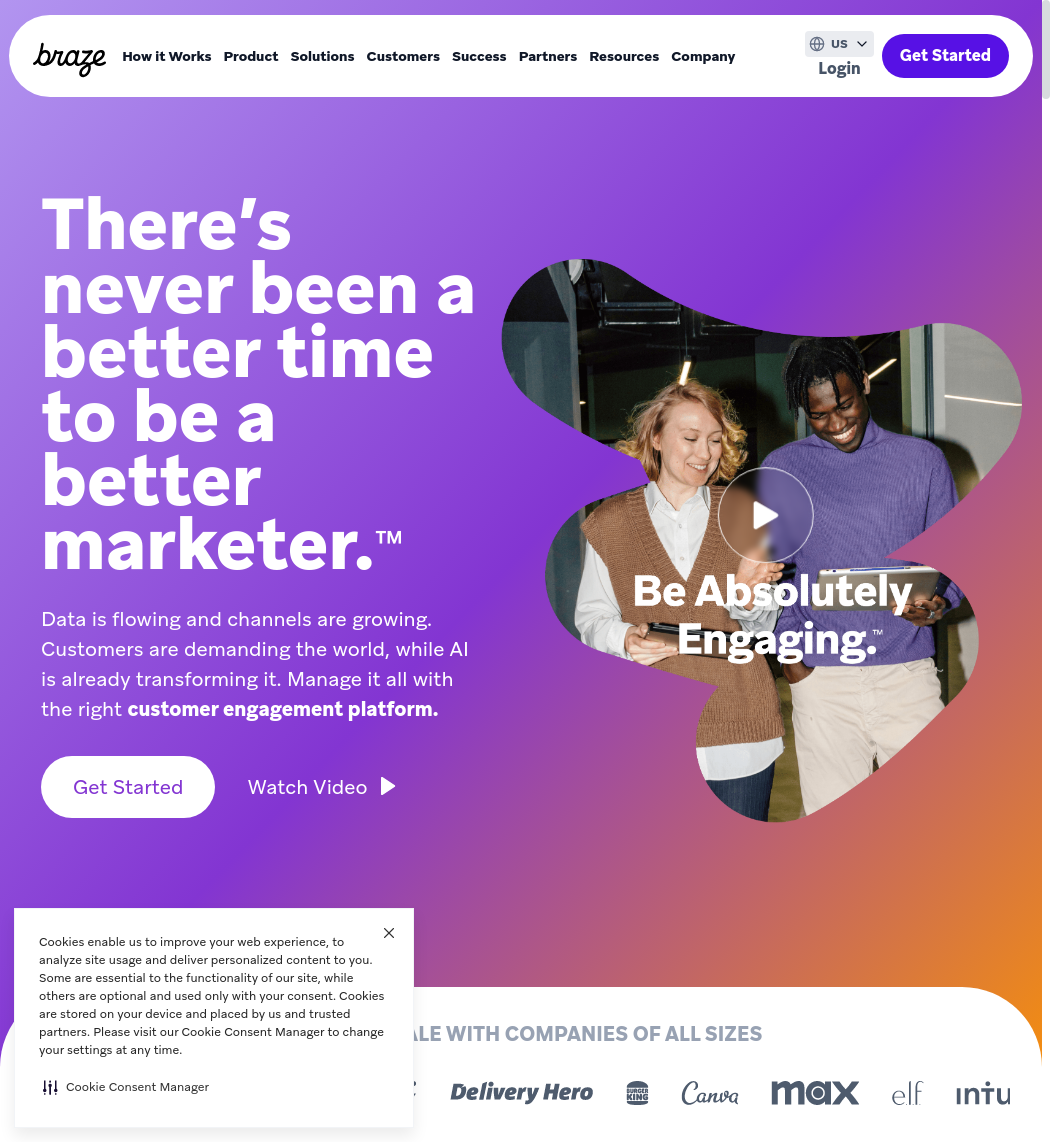 braze
How it Works Product Solutions Customers Success Partners Resources Company
US
Login
Get Started
There's
never been a
better time
to be a
better
marketer.™
Data is flowing and channels are growing.
Customers are demanding the world, while AI
is already transforming it. Manage it all with
the right customer engagement platform.
Get Started
Watch Video
Be Absolutely
Engaging.™
Cookies enable us to improve your web experience, to
analyze site usage and deliver personalized content to you.
Some are essential to the functionality of our site, while
others are optional and used only with your consent. Cookies
are stored on your device and placed by us and trusted
partners. Please visit our Cookie Consent Manager to change
your settings at any time.
Cookie Consent Manager
WITH COMPANIES OF ALL SIZES
Delivery Hero
BURGER KING
Canva
max
elf